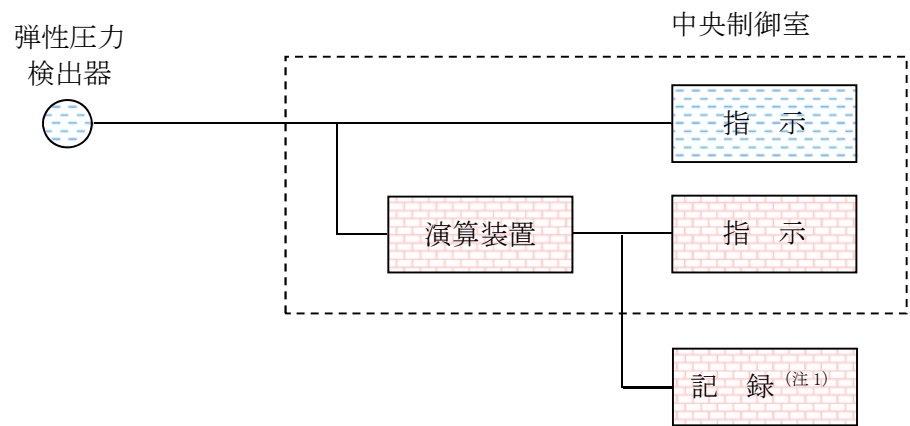 中央制御室
弾性圧力
検出器
指 示
演算装置
指 示
記 録（注1）